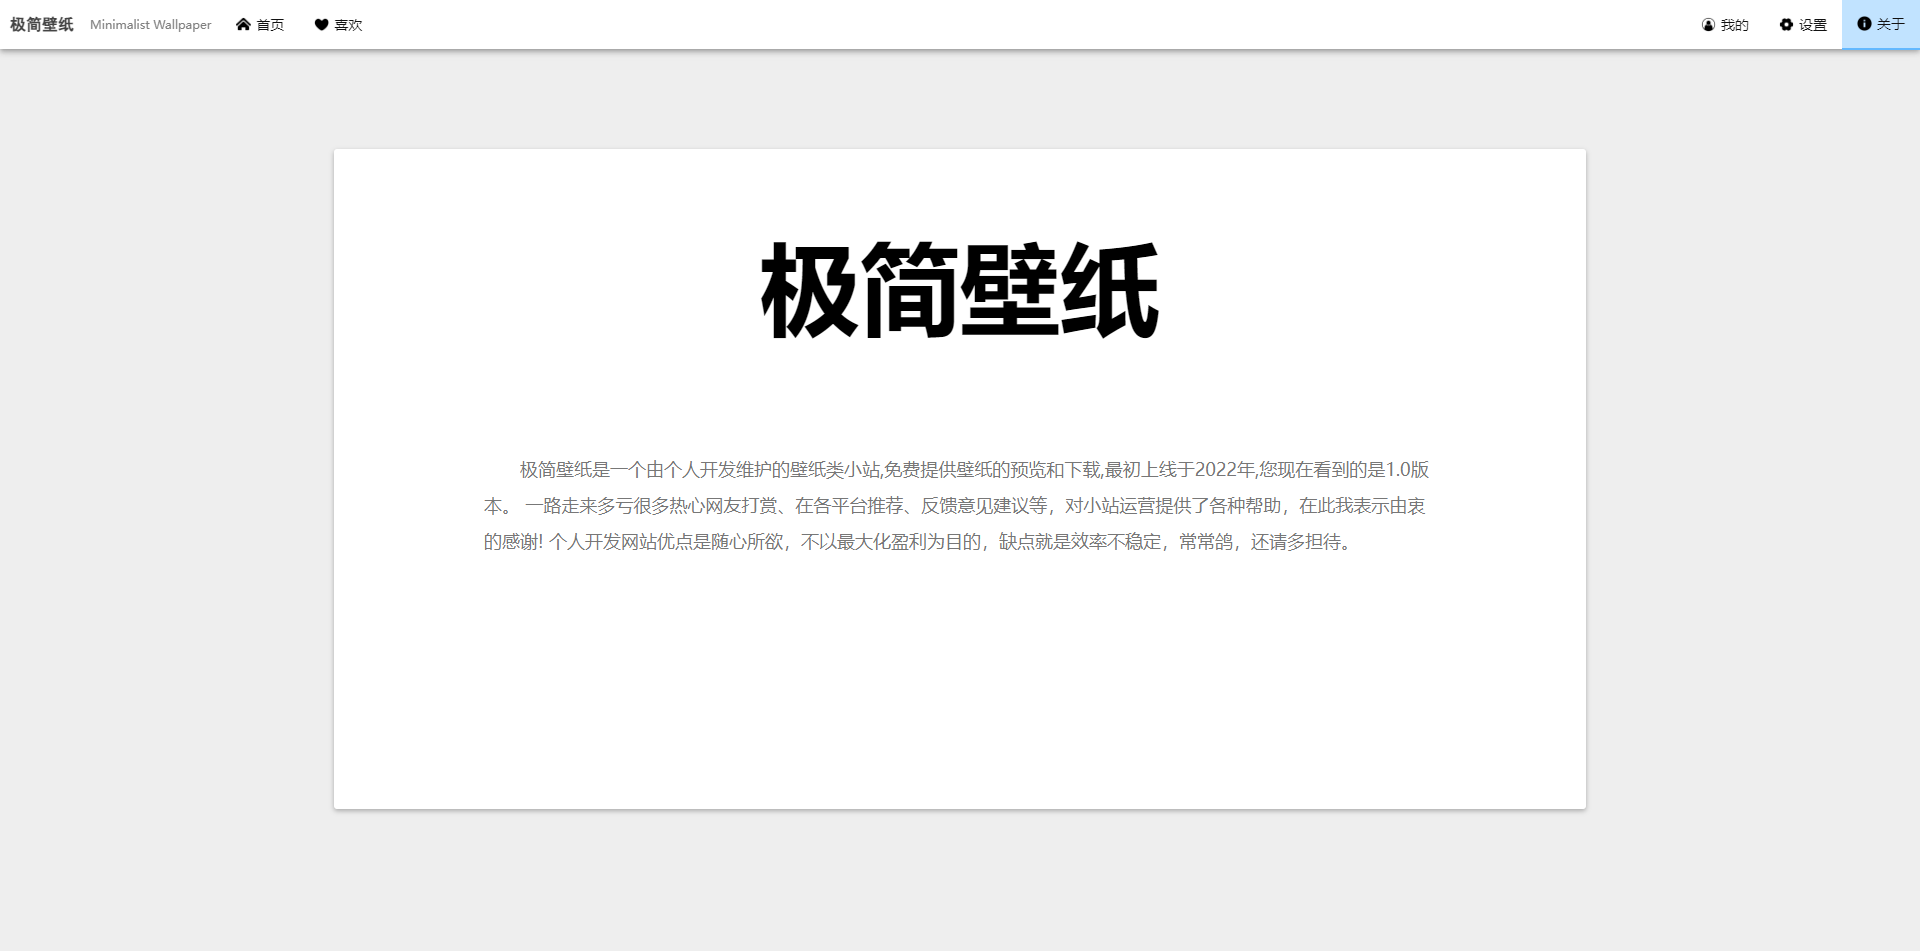 极简壁纸 Minimalist Wallpaper 首页 喜欢 我的 设置 关于
极简壁纸
极简壁纸是一个由个人开发维护的壁纸类小站,免费提供壁纸的预览和下载,最初上线于2022年,您现在看到的是1.0版
本。 一路走来多亏很多热心网友打赏、在各平台推荐、反馈意见建议等，对小站运营提供了各种帮助，在此我表示由衷
的感谢! 个人开发网站优点是随心所欲，不以最大化盈利为目的，缺点就是效率不稳定，常常鸽，还请多担待。